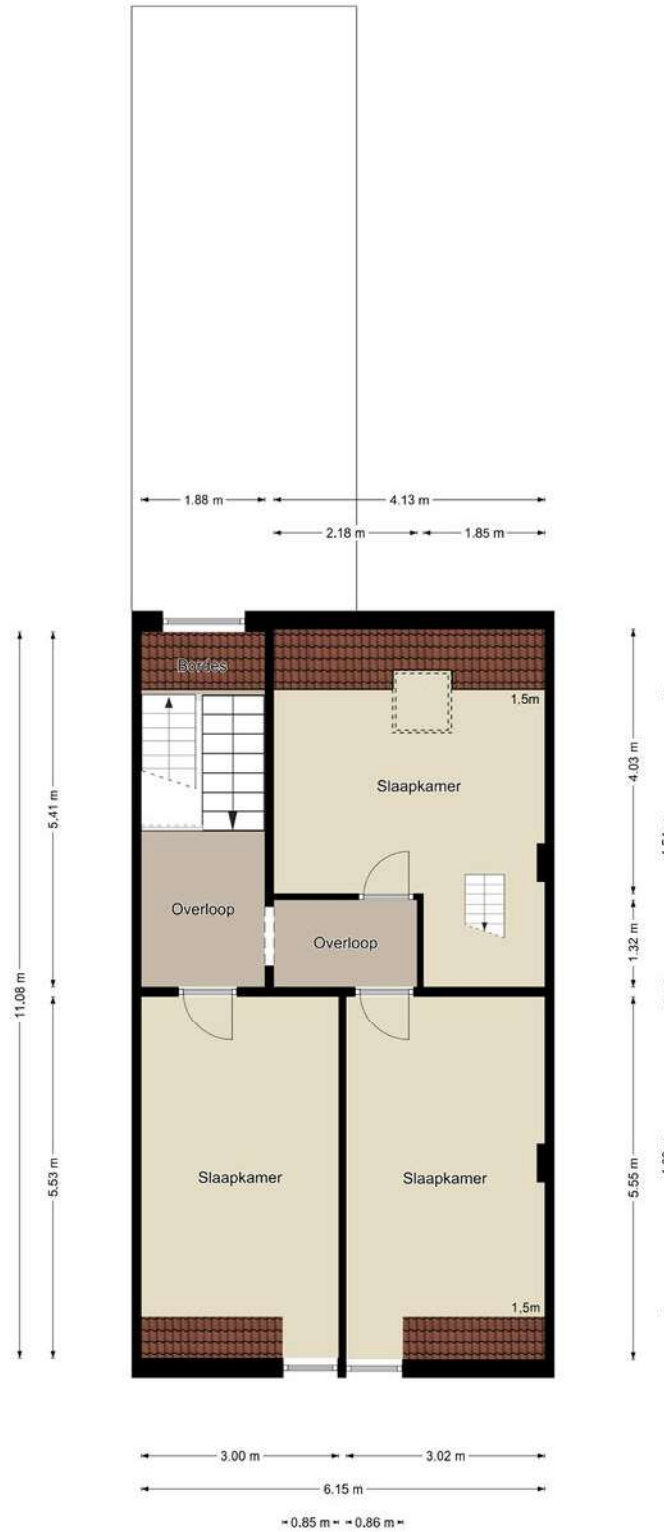 1.88 m
4.13 m
2.18 m
1.85 m
Bordes
1,5m
Slaapkamer
4.03 m
5.41 m
Overloop
Overloop
1.32 m
11.08 m
Slaapkamer
Slaapkamer
5.53 m
5.55 m
1,5m
3.00 m
3.02 m
6.15 m
0.85 m
0.86 m